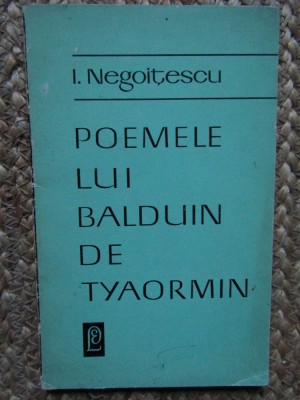 I. Negoițescu
POEMELE
LUI
BALDUIN
DE
TYAORMIN